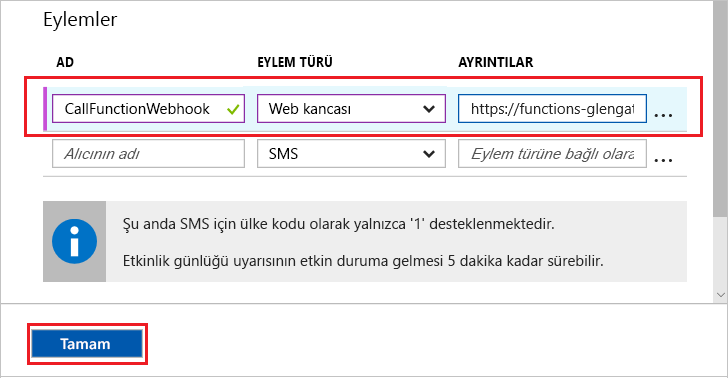 Eylemler
AD EYLEM TÜRÜ AYRINTILAR
CallFunctionWebhook Web kancası https://functions-glengat ...
Alıcının adı SMS Eylem türüne bağlı olara ...
Şu anda SMS için ülke kodu olarak yalnızca '1' desteklenmektedir.
Etkinlik günlüğü uyarısının etkin duruma gelmesi 5 dakika kadar sürebilir.
Tamam